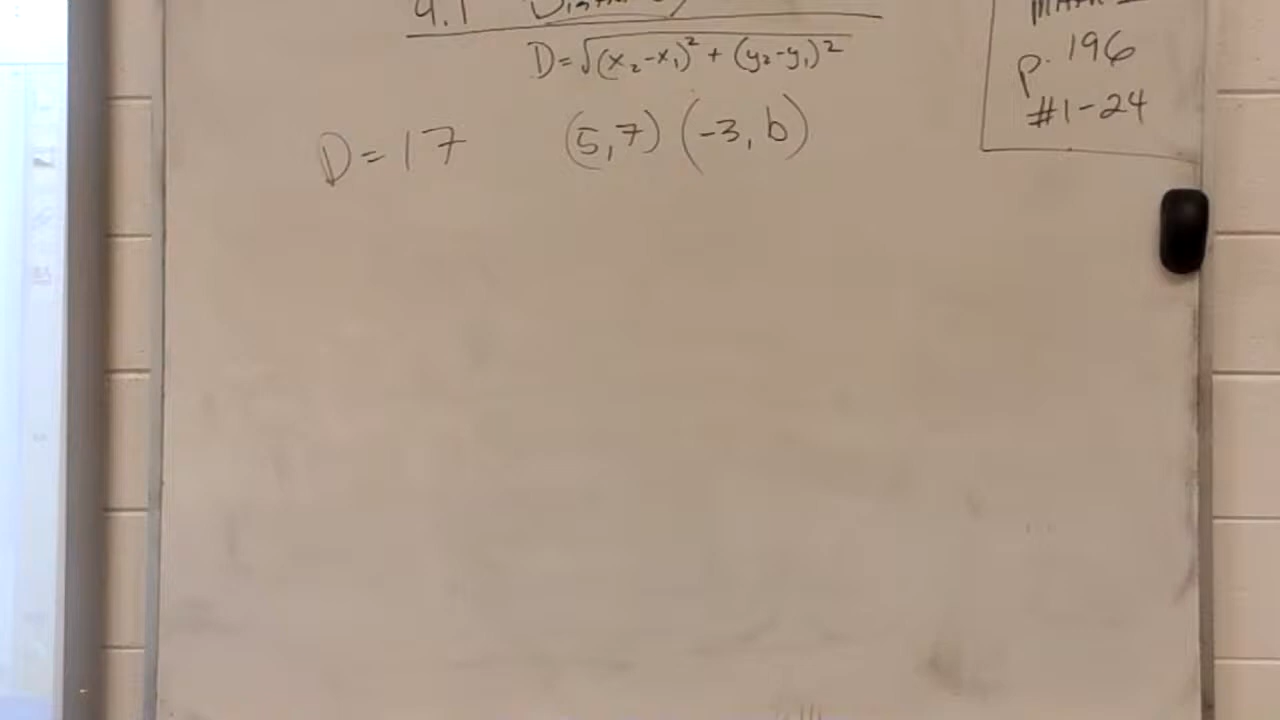 9.1
D=√(x₂-x₁)² + (y₂-y₁)²
D=17 (5,7) (-3, b)
p. 196
#1-24